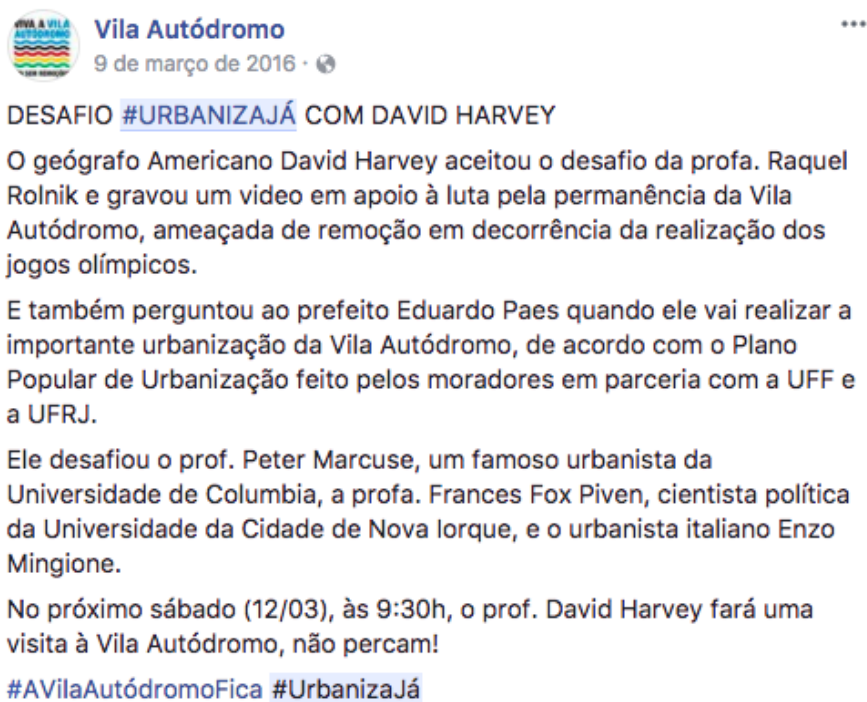 VIVA A VILA
AUTÓDROMO
Vila Autódromo
9 de março de 2016 ·
DESAFIO #URBANIZAJÁ COM DAVID HARVEY
O geógrafo Americano David Harvey aceitou o desafio da profa. Raquel
Rolnik e gravou um video em apoio à luta pela permanência da Vila
Autódromo, ameaçada de remoção em decorrência da realização dos
jogos olímpicos.
E também perguntou ao prefeito Eduardo Paes quando ele vai realizar a
importante urbanização da Vila Autódromo, de acordo com o Plano
Popular de Urbanização feito pelos moradores em parceria com a UFF e
a UFRJ.
Ele desafiou o prof. Peter Marcuse, um famoso urbanista da
Universidade de Columbia, a profa. Frances Fox Piven, cientista política
da Universidade da Cidade de Nova Iorque, e o urbanista italiano Enzo
Mingione.
No próximo sábado (12/03), às 9:30h, o prof. David Harvey fará uma
visita à Vila Autódromo, não percam!
#AVilaAutódromoFica #UrbanizaJá